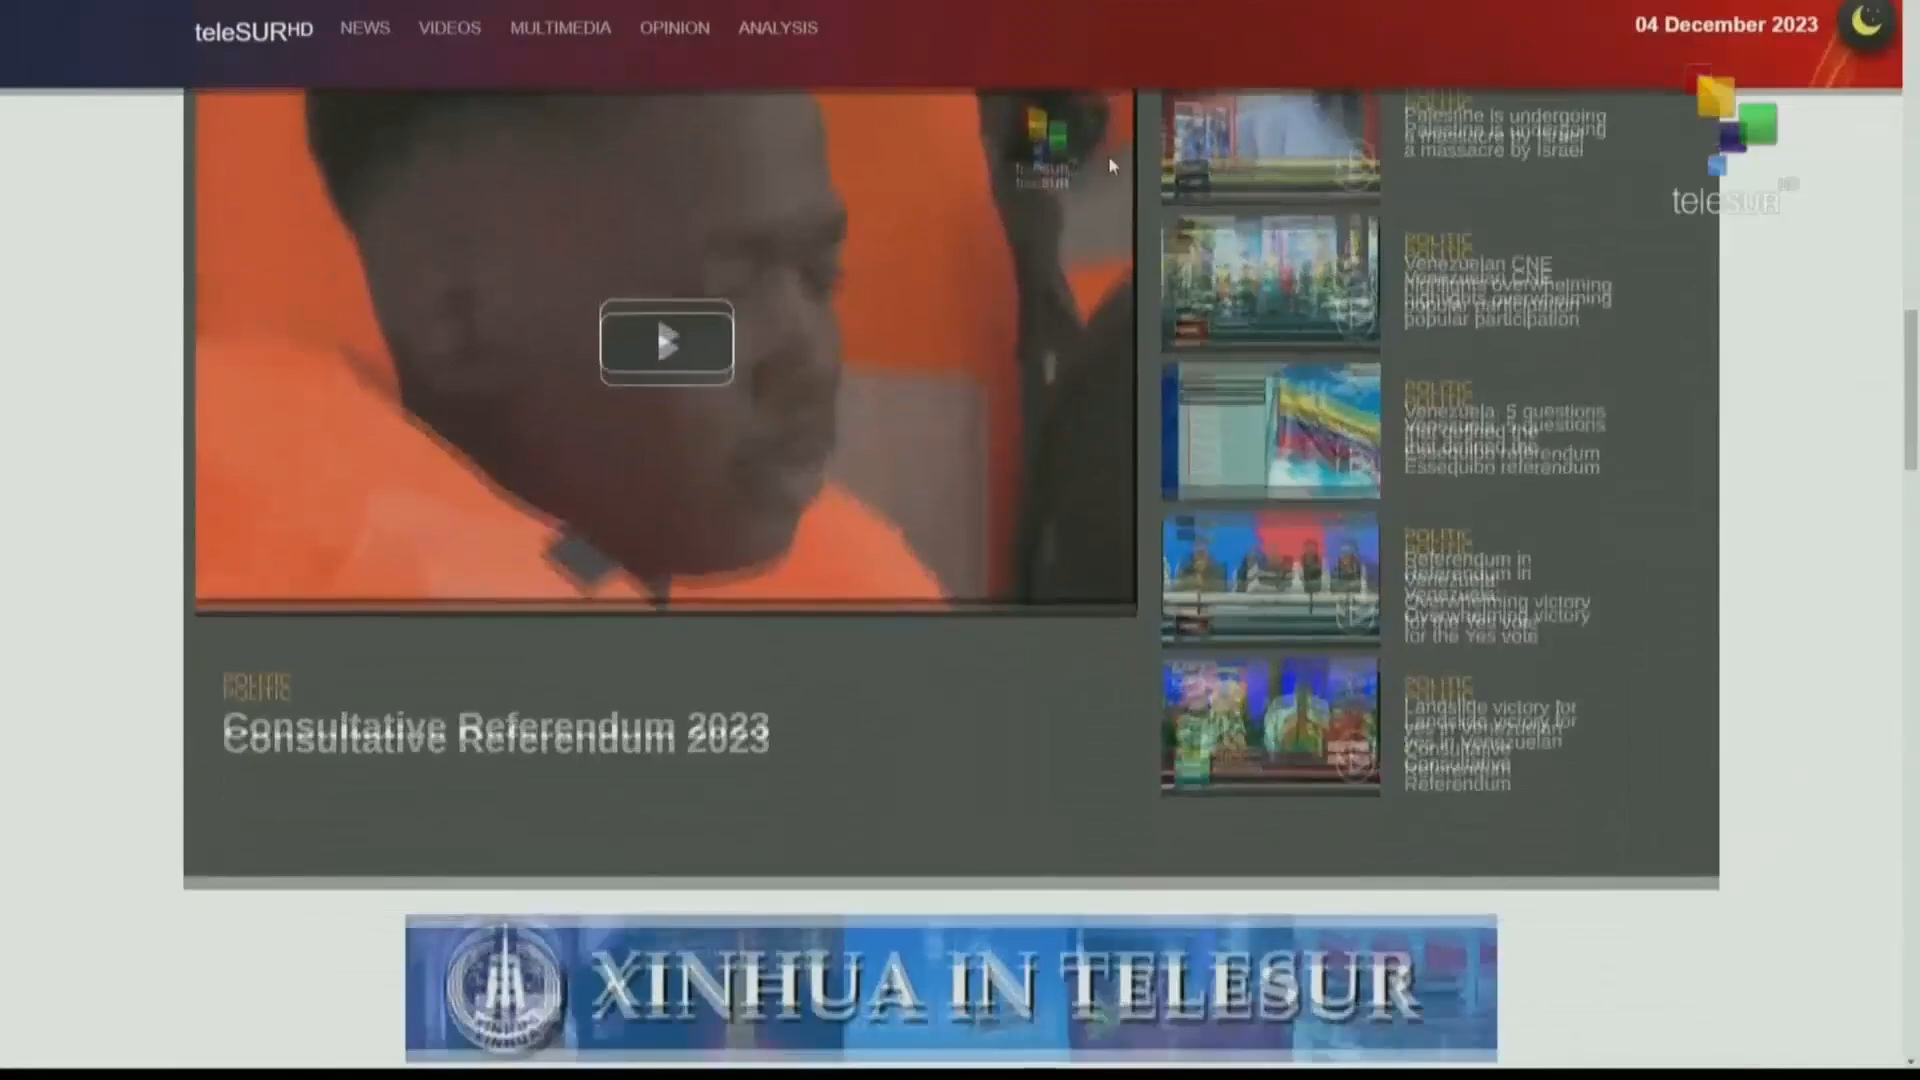 teleSURHD NEWS VIDEOS MULTIMEDIA OPINION ANALYSIS
04 December 2023
telesUR HD
telesUR
Palestine is undergoing
a massacre by Israel
POLITIC
Venezuelan CNE
highlights overwhelming
popular participation
POLITIC
Venezuela: 5 questions
that defined the
Essequibo referendum
POLITIC
Referendum in
Venezuela:
Overwhelming victory
for the Yes vote
POLITIC
Landslide victory for
yes in Venezuelan
Consultative
Referendum
POLITIC
Consultative Referendum 2023
XINHUA
XINHUA IN TELESUR